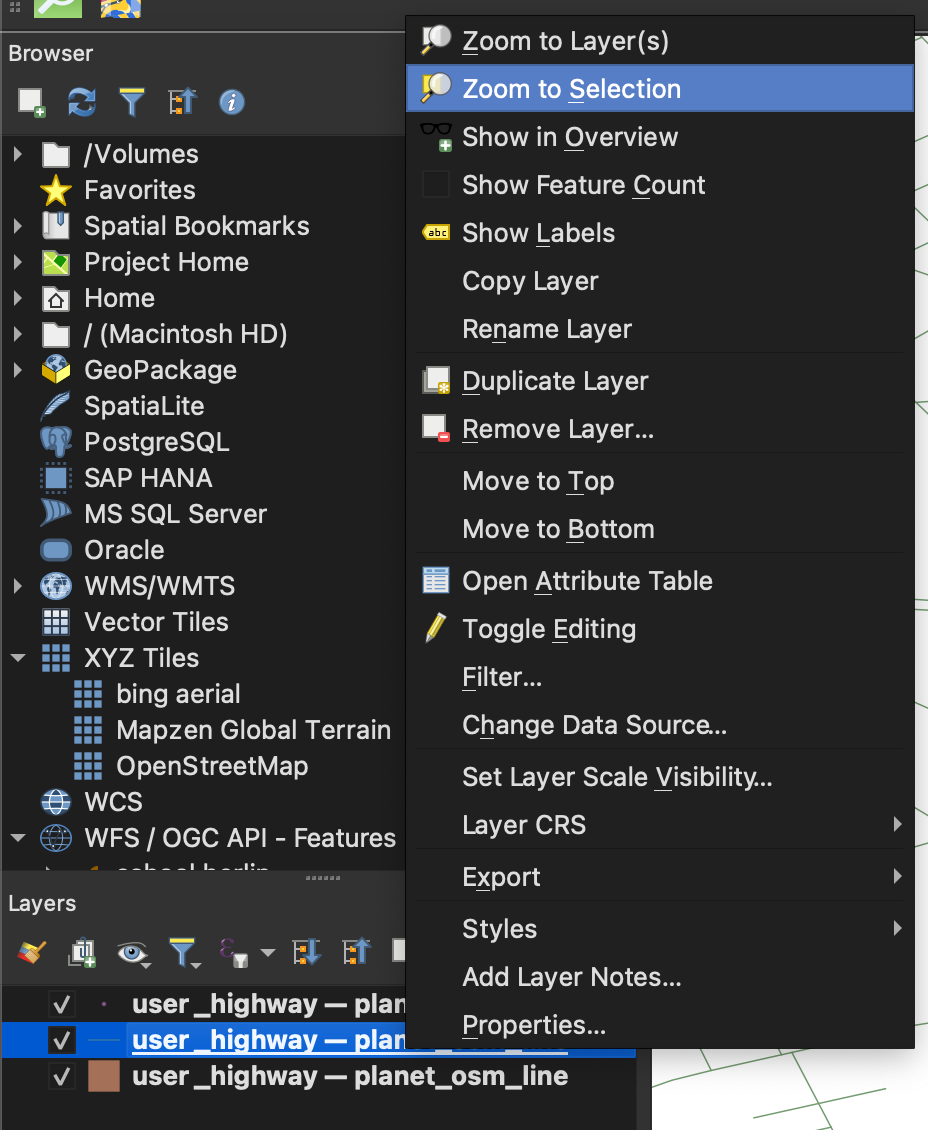 Browser
/Volumes
Favorites
Spatial Bookmarks
Project Home
Home
/ (Macintosh HD)
GeoPackage
SpatiaLite
PostgreSQL
SAP HANA
MS SQL Server
Oracle
WMS/WMTS
Vector Tiles
XYZ Tiles
bing aerial
Mapzen Global Terrain
OpenStreetMap
WCS
WFS / OGC API - Features
Layers
user _highway — plan
user _highway — plan
user _highway — planet_osm_line
Zoom to Layer(s)
Zoom to Selection
Show in Overview
Show Feature Count
abc
Show Labels
Copy Layer
Rename Layer
Duplicate Layer
Remove Layer...
Move to Top
Move to Bottom
Open Attribute Table
Toggle Editing
Filter...
Change Data Source...
Set Layer Scale Visibility...
Layer CRS
Export
Styles
Add Layer Notes...
Properties...